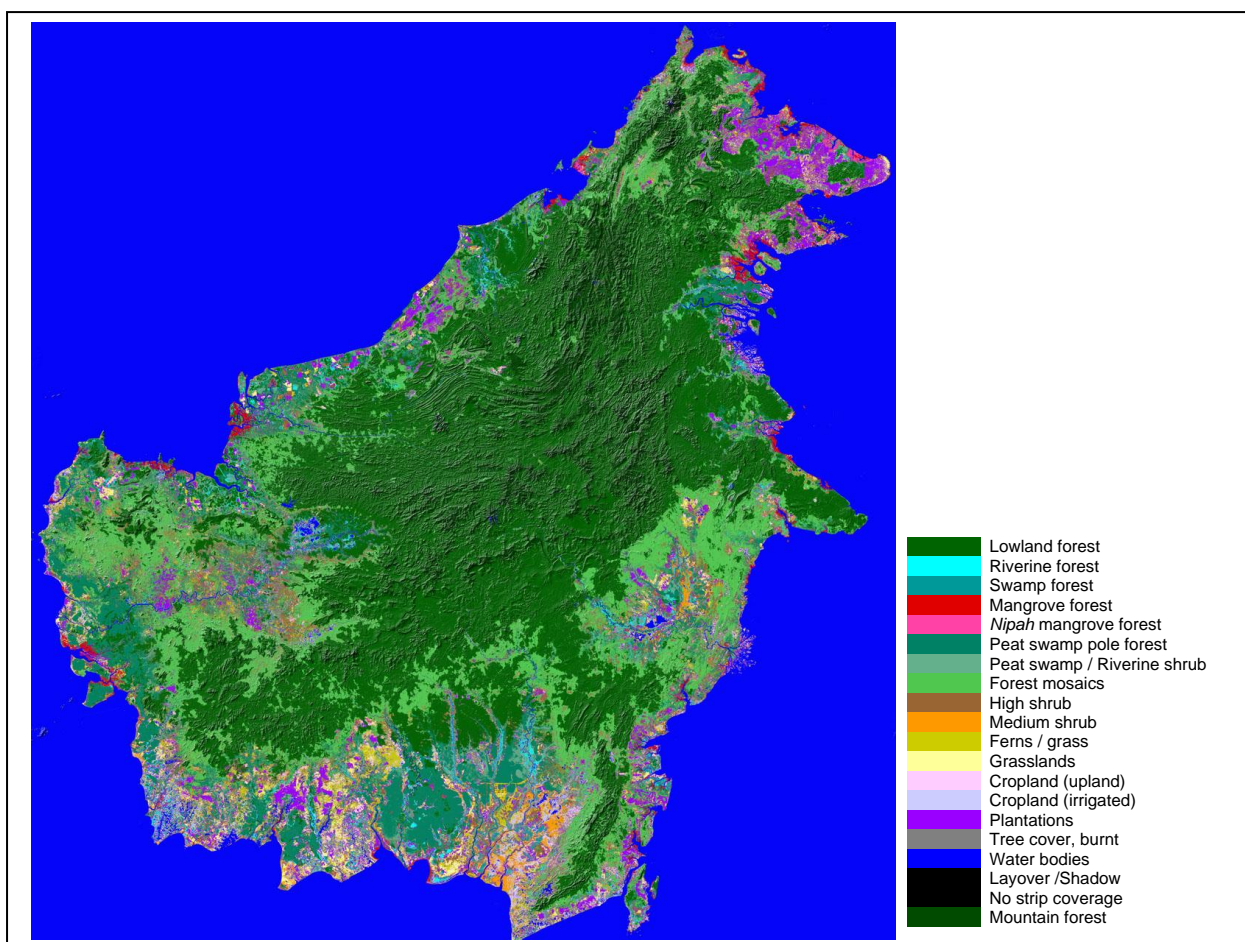 Lowland forest
Riverine forest
Swamp forest
Mangrove forest
Nipah mangrove forest
Peat swamp pole forest
Peat swamp / Riverine shrub
Forest mosaics
High shrub
Medium shrub
Ferns / grass
Grasslands
Cropland (upland)
Cropland (irrigated)
Plantations
Tree cover, burnt
Water bodies
Layover /Shadow
No strip coverage
Mountain forest